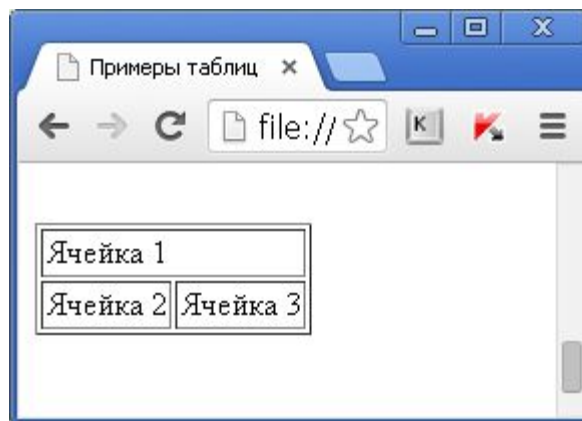 Примеры таблиц
file://
K
Ячейка 1
Ячейка 2 Ячейка 3